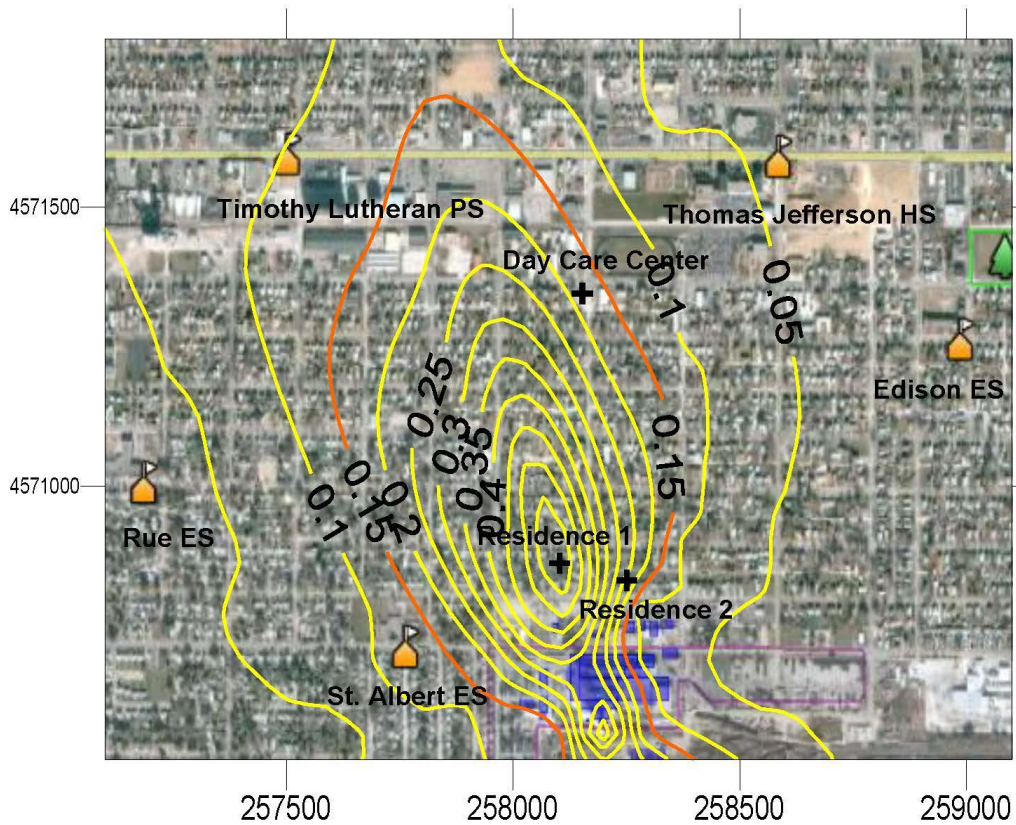 4571500
Timothy Lutheran PS
Thomas Jefferson HS
Day Care Center
0.1
0.05
0.25
Edison ES
0.3
0.35
0.15
4571000
0.4
0.1
0.15
0.2
Rue ES
Residence 1
Residence 2
St. Albert ES
257500
258000
258500
259000